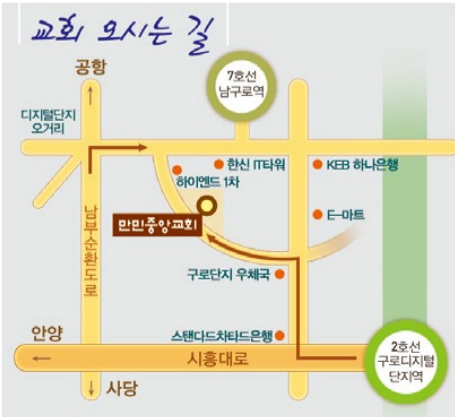 교회 오시는 길
공항
7호선
남구로역
디지털단지
오거리
한신 IT타워
KEB 하나은행
하이엔드 1차
E-마트
만민중앙교회
남부순환도로
구로단지 우체국
스탠다드차타드은행
안양
시흥대로
2호선
구로디지털
단지역
사당